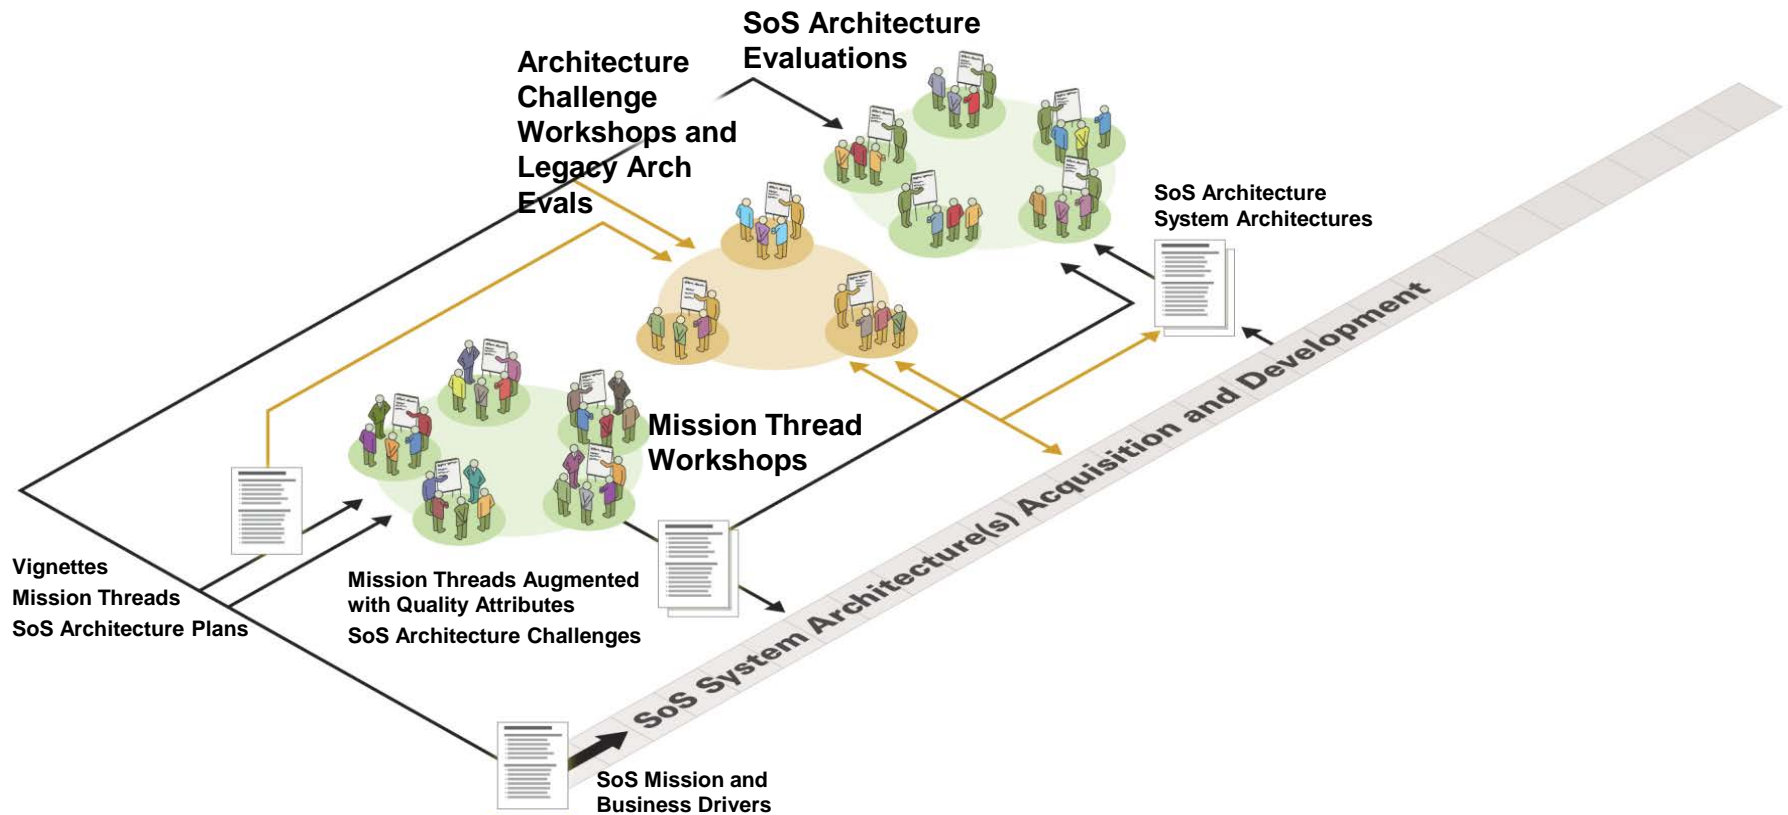 SoS Architecture
Evaluations
Architecture
Challenge
Workshops and
Legacy Arch
Evals
SoS Architecture
System Architectures
Mission Thread
Workshops
Vignettes
Mission Threads
SoS Architecture Plans
Mission Threads Augmented
with Quality Attributes
SoS Architecture Challenges
SoS System Architecture(s) Acquisition and Development
SoS Mission and
Business Drivers